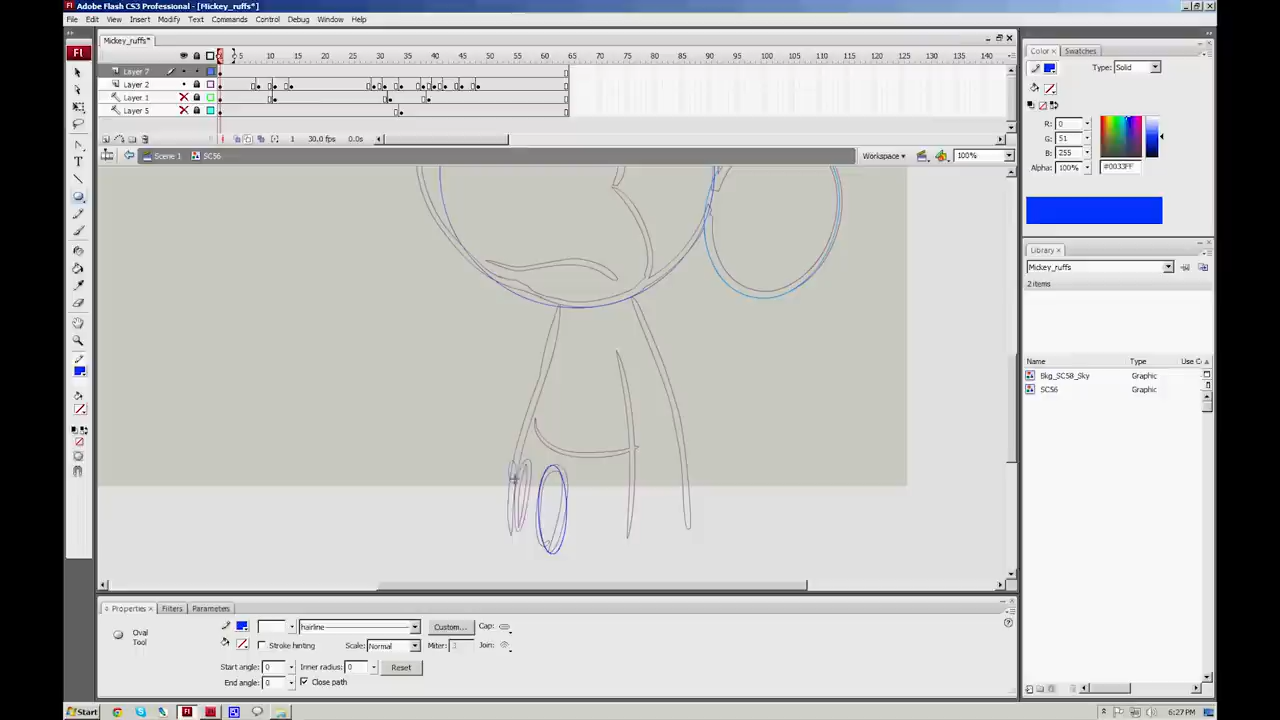 Adobe Flash CS3 Professional - [Mickey_ruffs*]
File Edit View Insert Modify Text Commands Control Debug Window Help
Mickey_ruffs*
5 10 15 20 25 30 35 40 45 50 55 60 65 70 75 80 85 90 95 100 105 110 115 120 125 130 135 140
Layer 7
Layer 2
Layer 1
Layer 5
1 30.0 fps 0.0s
Scene 1 SC56 Workspace 100%
Color Swatches
Type: Solid
R: 0
G: 51
B: 255
Alpha: 100% #0033FF
Library
Mickey_ruffs
2 items
Name Type Use C
Bkg_SC58_Sky Graphic
SC56 Graphic
Properties Filters Parameters
Oval Tool
hairline Custom... Cap:
Stroke hinting Scale: Normal Miter: 3 Join:
Start angle: 0 Inner radius: 0 Reset
End angle: 0 Close path
Start 6:27 PM